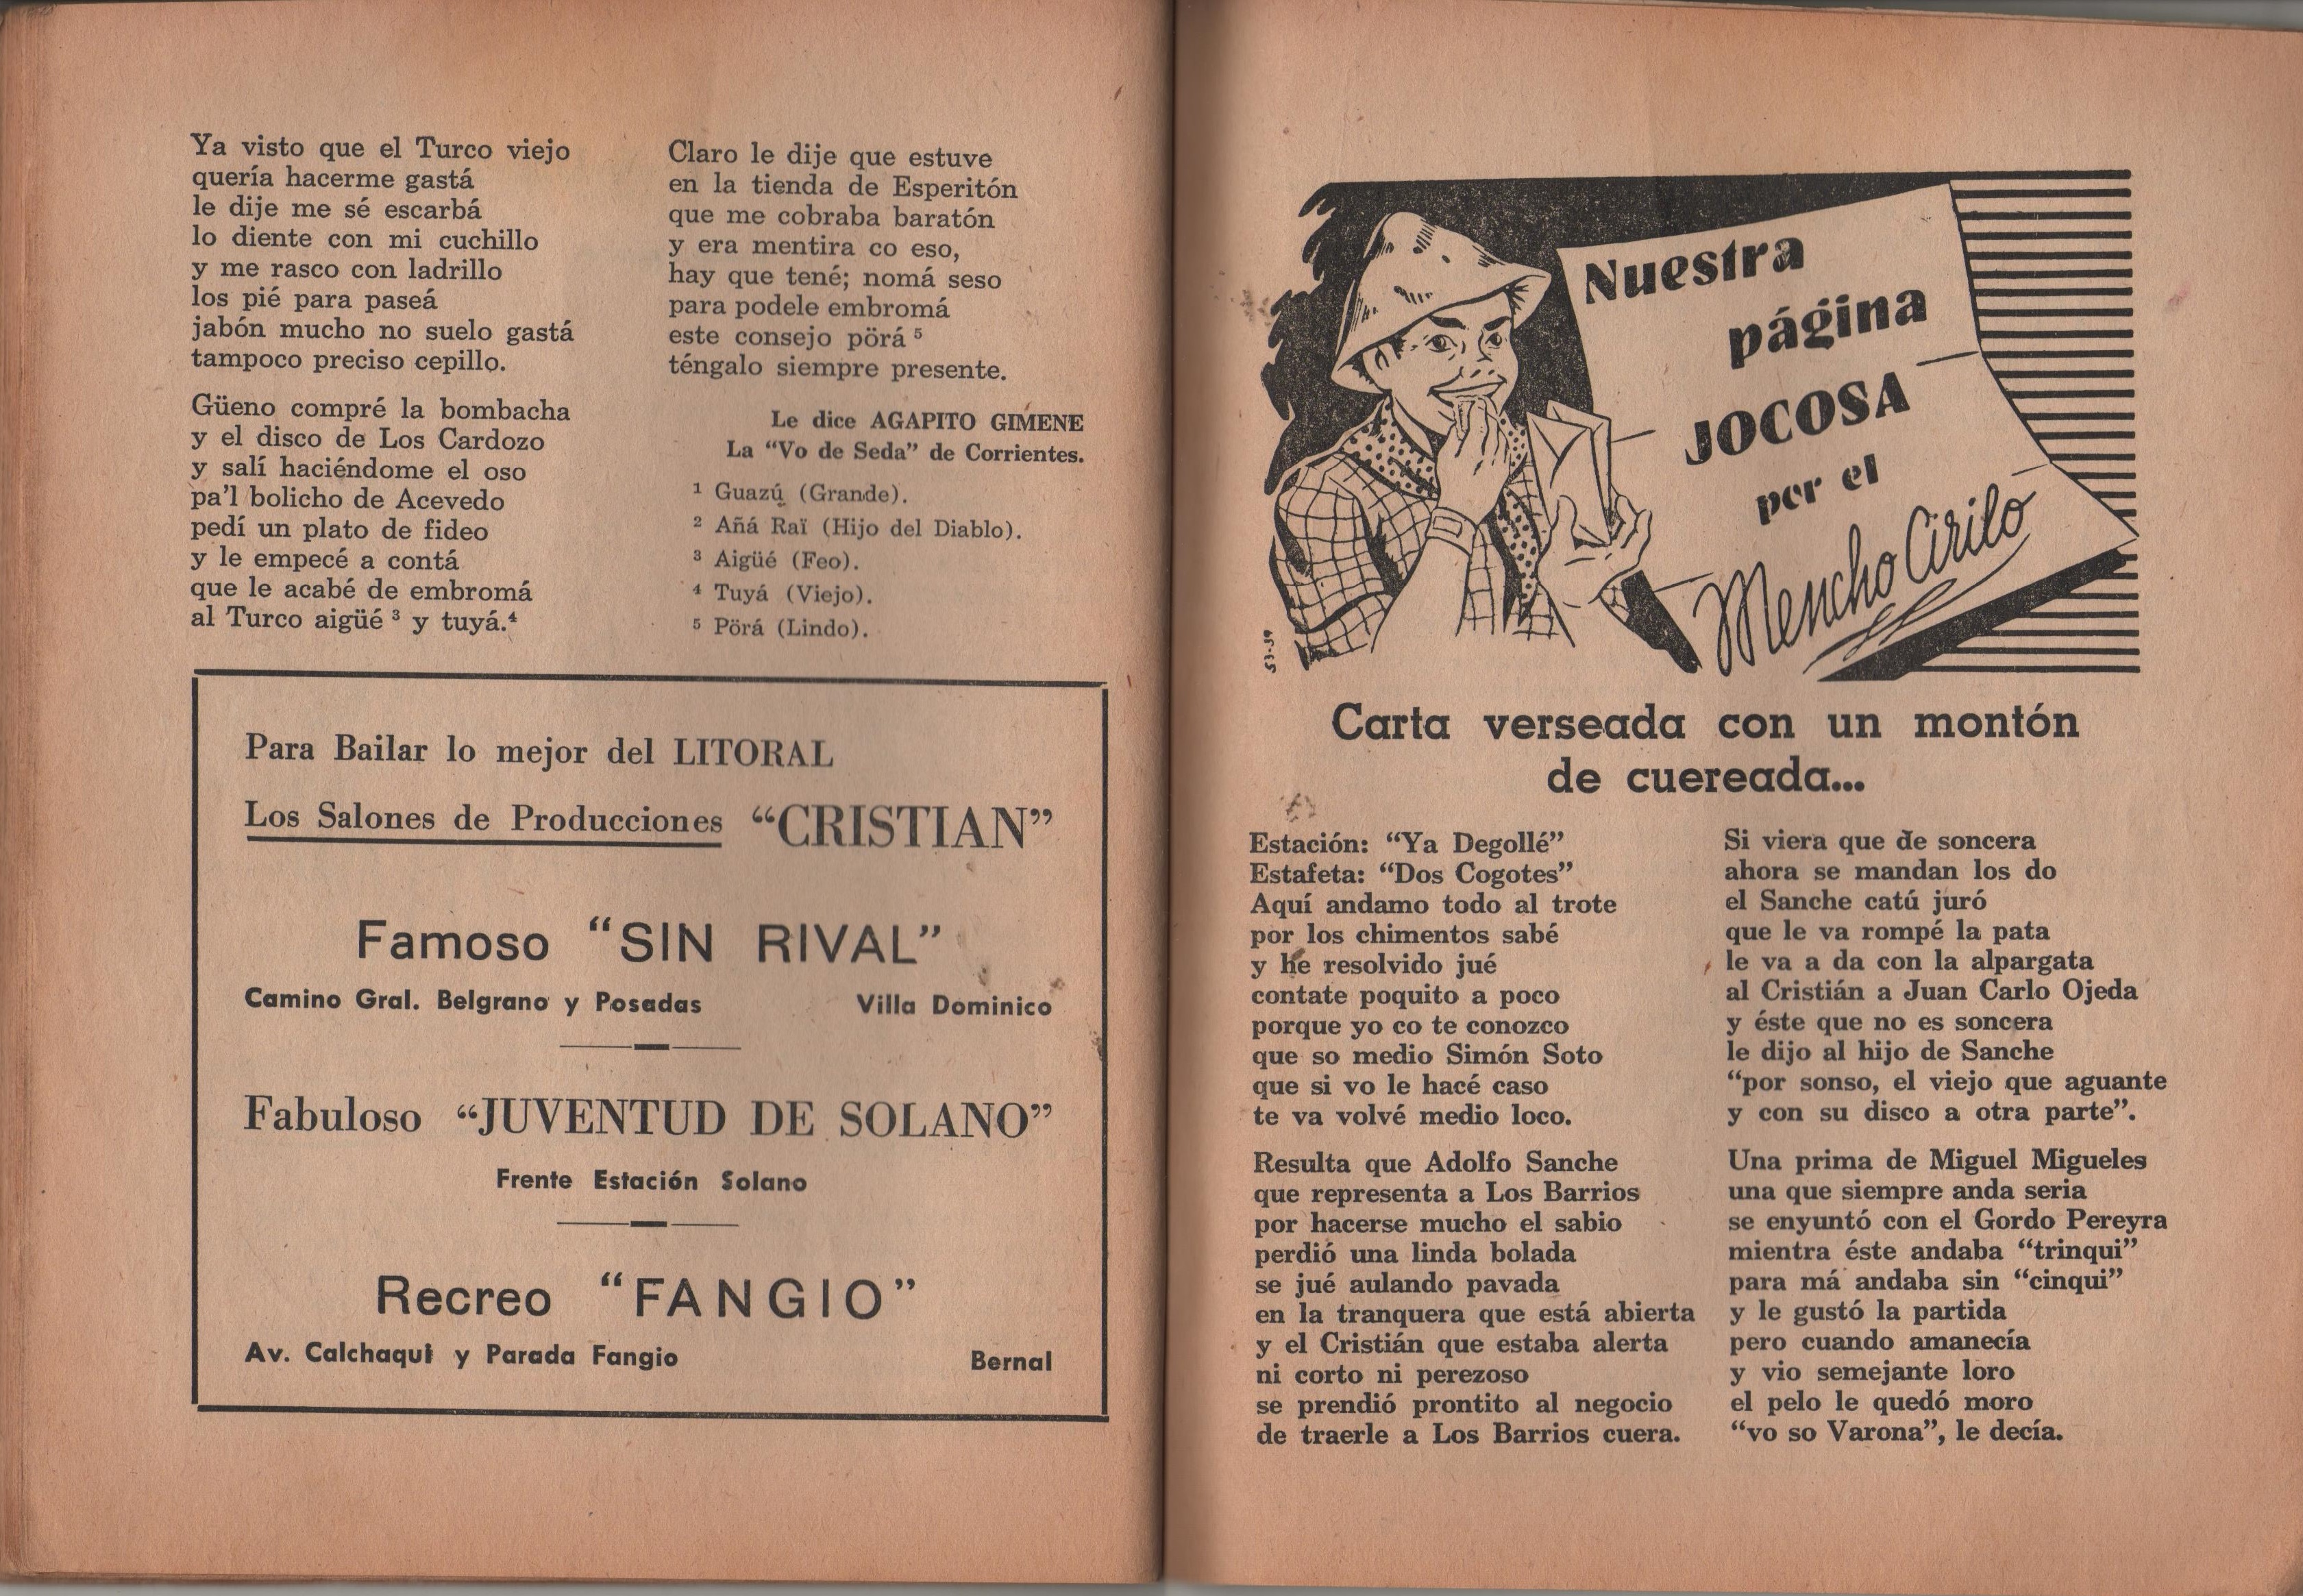 Ya visto que el Turco viejo
quería hacerme gastá
le dije me sé escarbá
lo diente con mi cuchillo
y me rasco con ladrillo
los pié para paseá
jabón mucho no suelo gastá
tampoco preciso cepillo.
Güeno compré la bombacha
y el disco de Los Cardozo
y salí haciéndome el oso
pa'l bolicho de Acevedo
pedí un plato de fideo
y le empecé a contá
que le acabé de embromá
al Turco aigüé ³ y tuyá.⁴
Claro le dije que estuve
en la tienda de Esperitón
que me cobraba baratón
y era mentira co eso,
hay que tené; nomá seso
para podele embromá
este consejo pörá ⁵
téngalo siempre presente.
Le dice AGAPITO GIMENE
La “Vo de Seda” de Corrientes.
¹ Guazú (Grande).
² Añá Raï (Hijo del Diablo).
³ Aigüé (Feo).
⁴ Tuyá (Viejo).
⁵ Pörá (Lindo).
Para Bailar lo mejor del LITORAL
Los Salones de Producciones “CRISTIAN”
Famoso “SIN RIVAL”
Camino Gral. Belgrano y Posadas Villa Dominico
Fabuloso “JUVENTUD DE SOLANO”
Frente Estación Solano
Recreo “FANGIO”
Av. Calchaqui y Parada Fangio Bernal
Nuestra
página
JOCOSA
por el
Mencho Cirilo
53-39
Carta verseada con un montón
de cuereada...
Estación: “Ya Degollé”
Estafeta: “Dos Cogotes”
Aquí andamo todo al trote
por los chimentos sabé
y he resolvido jué
contate poquito a poco
porque yo co te conozco
que so medio Simón Soto
que si vo le hacé caso
te va volvé medio loco.
Resulta que Adolfo Sanche
que representa a Los Barrios
por hacerse mucho el sabio
perdió una linda bolada
se jué aulando pavada
en la tranquera que está abierta
y el Cristián que estaba alerta
ni corto ni perezoso
se prendió prontito al negocio
de traerle a Los Barrios cuera.
Si viera que de soncera
ahora se mandan los do
el Sanche catú juró
que le va rompé la pata
le va a da con la alpargata
al Cristián a Juan Carlo Ojeda
y éste que no es soncera
le dijo al hijo de Sanche
“por sonso, el viejo que aguante
y con su disco a otra parte”.
Una prima de Miguel Migueles
una que siempre anda seria
se enyuntó con el Gordo Pereyra
mientra éste andaba “trinqui”
para má andaba sin “cinqui”
y le gustó la partida
pero cuando amanecía
y vio semejante loro
el pelo le quedó moro
“vo so Varona”, le decía.